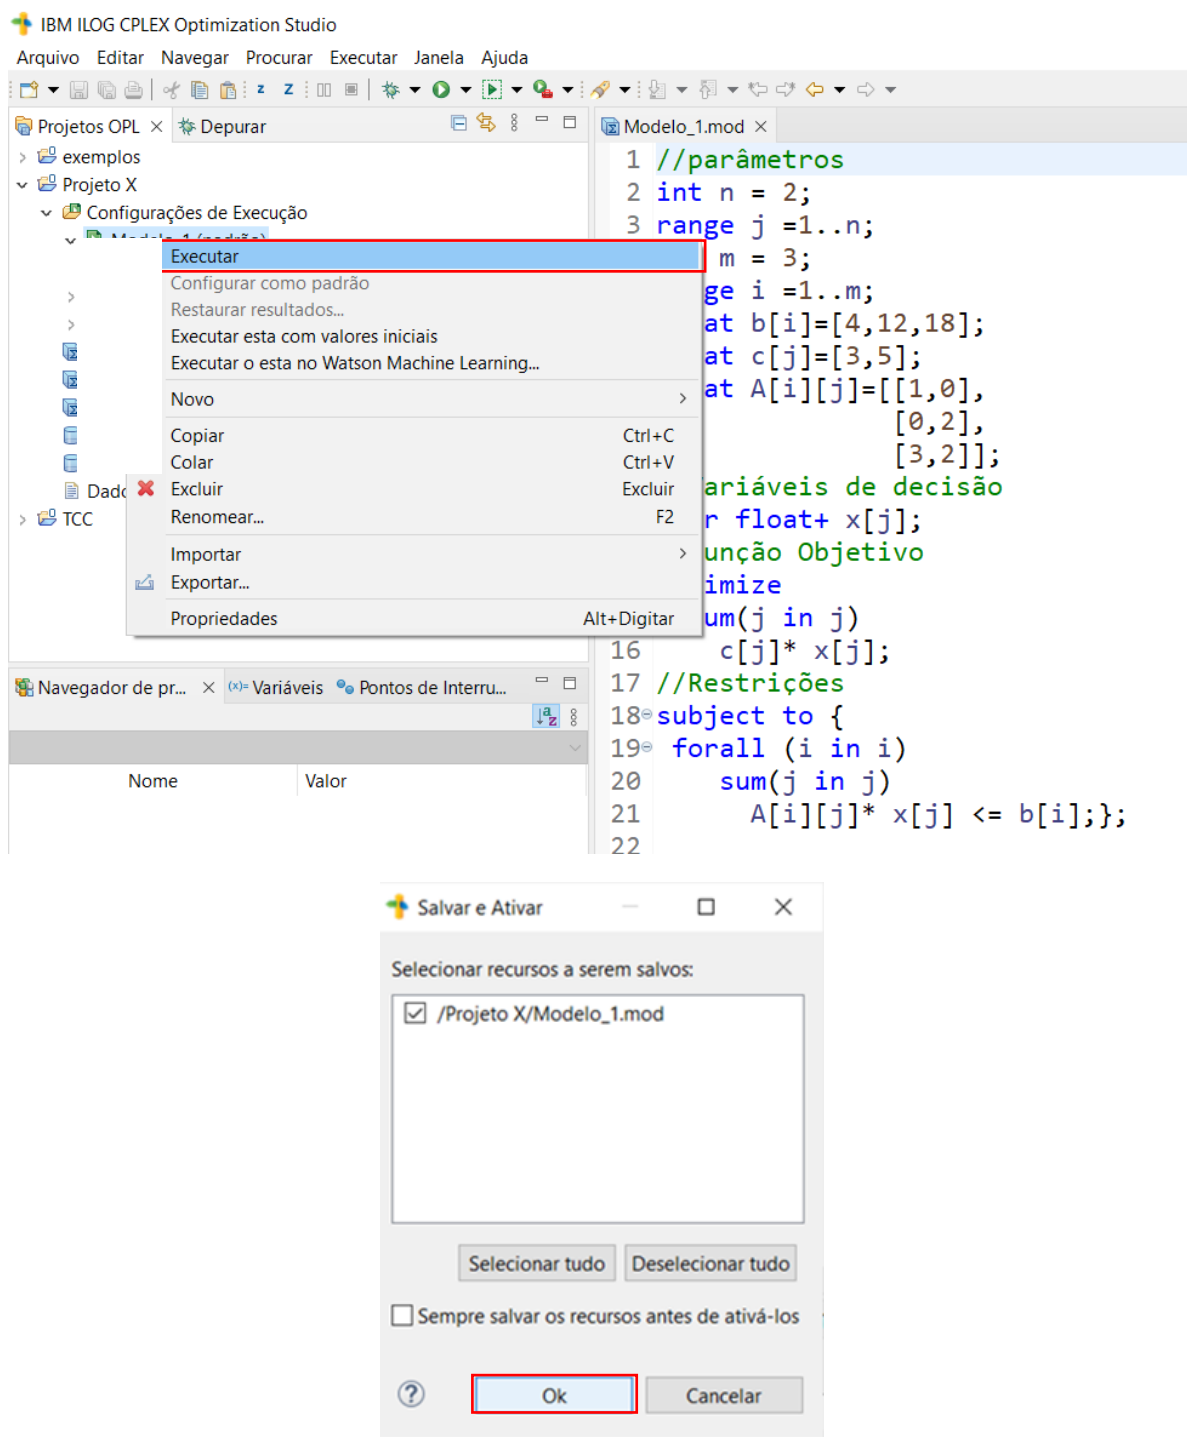 IBM ILOG CPLEX Optimization Studio
Arquivo Editar Navegar Procurar Executar Janela Ajuda
Projetos OPL
Depurar
exemplos
Projeto X
Configurações de Execução
Executar
Configurar como padrão
Restaurar resultados...
Executar esta com valores iniciais
Executar o esta no Watson Machine Learning...
Novo
Copiar Ctrl+C
Colar Ctrl+V
Excluir Excluir
Renomear... F2
Importar
Exportar...
Propriedades Alt+Digitar
Dado
TCC
Navegador de pr... (x)= Variáveis Pontos de Interru...
Nome Valor
Modelo_1.mod
1 //parâmetros
2 int n = 2;
3 range j =1..n;
m = 3;
ge i =1..m;
at b[i]=[4,12,18];
at c[j]=[3,5];
at A[i][j]=[[1,0],
[0,2],
[3,2]];
ariáveis de decisão
r float+ x[j];
unção Objetivo
imize
um(j in j)
16 c[j]* x[j];
17 //Restrições
18 subject to {
19 forall (i in i)
20 sum(j in j)
21 A[i][j]* x[j] <= b[i];};
22
Salvar e Ativar
Selecionar recursos a serem salvos:
/Projeto X/Modelo_1.mod
Selecionar tudo
Deselecionar tudo
Sempre salvar os recursos antes de ativá-los
Ok
Cancelar